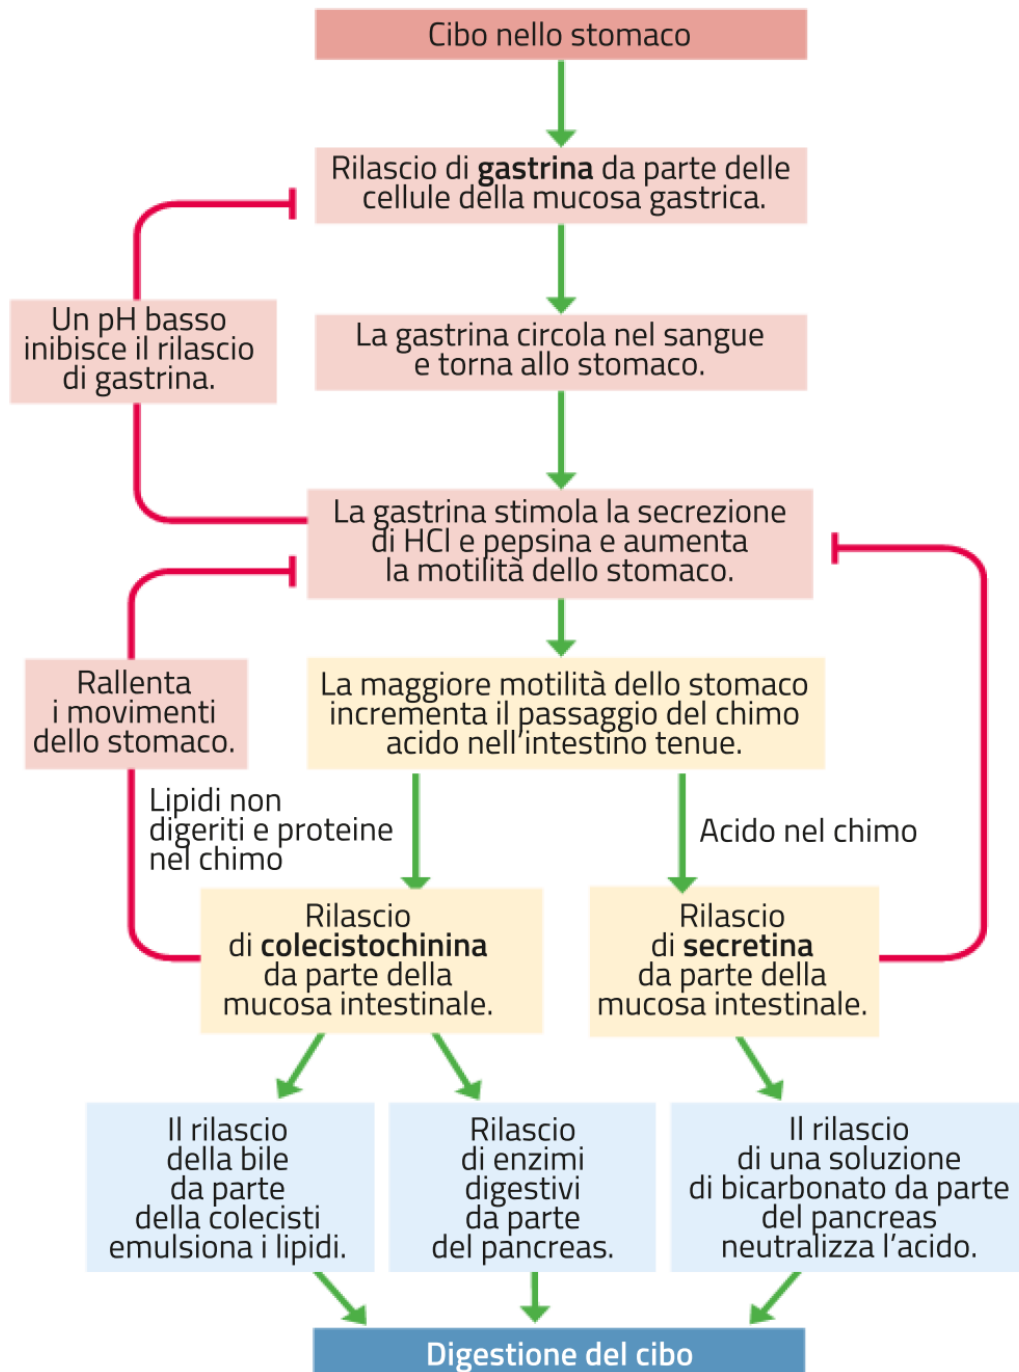 Cibo nello stomaco
Rilascio di gastrina da parte delle
cellule della mucosa gastrica.
Un pH basso
inibisce il rilascio
di gastrina.
La gastrina circola nel sangue
e torna allo stomaco.
La gastrina stimola la secrezione
di HCl e pepsina e aumenta
la motilità dello stomaco.
Rallenta
i movimenti
dello stomaco.
La maggiore motilità dello stomaco
incrementa il passaggio del chimo
acido nell’intestino tenue.
Lipidi non
digeriti e proteine
nel chimo
Acido nel chimo
Rilascio
di colecistochinina
da parte della
mucosa intestinale.
Rilascio
di secretina
da parte della
mucosa intestinale.
Il rilascio
della bile
da parte
della colecisti
emulsiona i lipidi.
Rilascio
di enzimi
digestivi
da parte
del pancreas.
Il rilascio
di una soluzione
di bicarbonato da parte
del pancreas
neutralizza l’acido.
Digestione del cibo